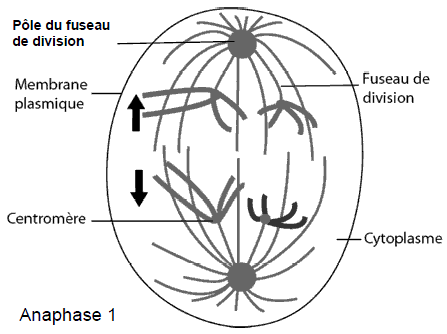 Pôle du fuseau
de division
Membrane
plasmique
Fuseau de
division
Centromère
Cytoplasme
Anaphase 1